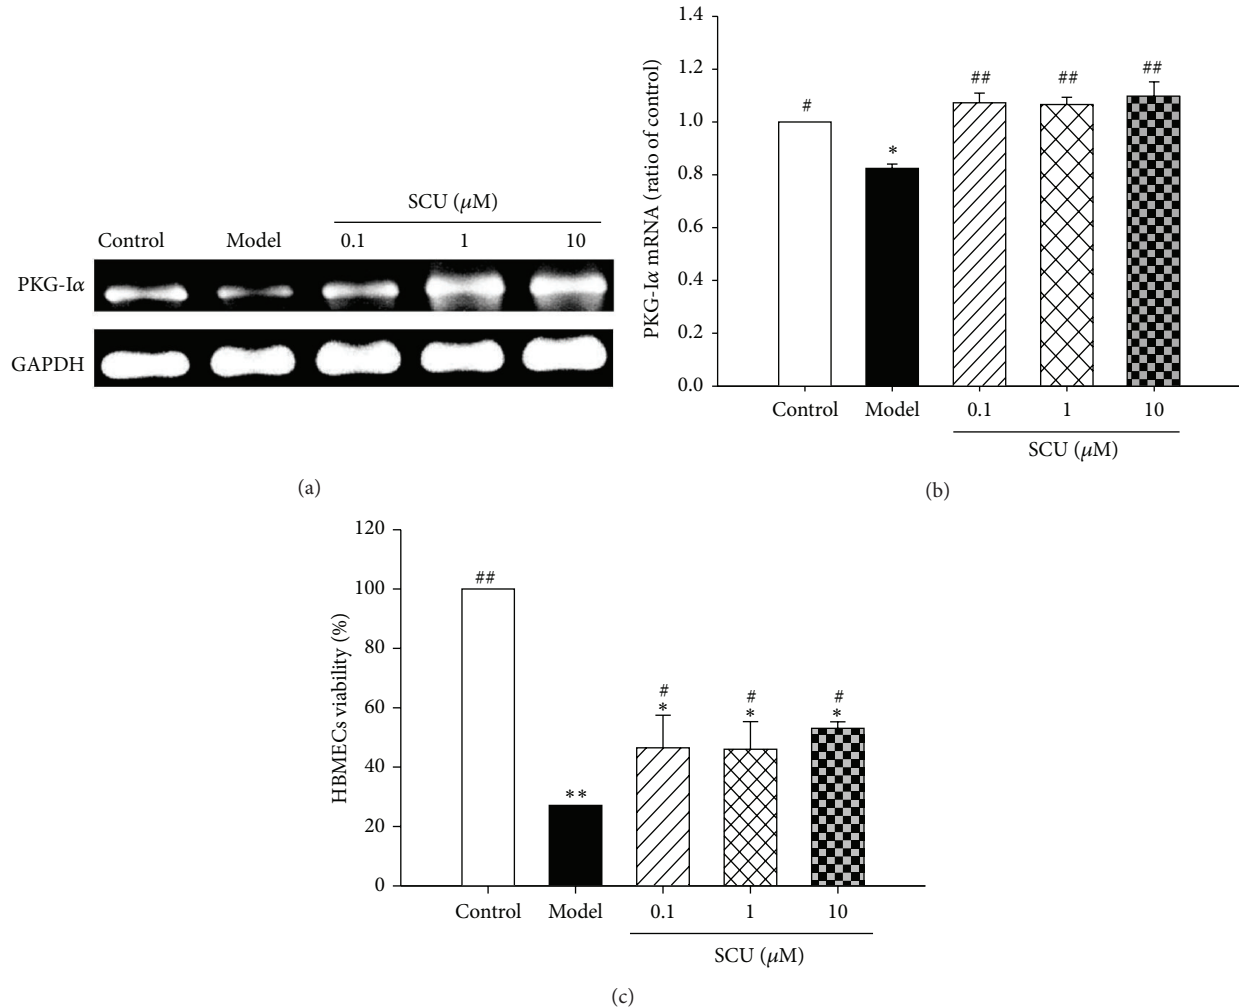 SCU (μM)
Control Model 0.1 1 10
PKG-Iα
GAPDH
(a)
PKG-Iα mRNA (ratio of control)
1.4
1.2
1.0
0.8
0.6
0.4
0.2
0.0
# * ## ## ##
Control Model 0.1 1 10
SCU (μM)
(b)
HBMECs viability (%)
120
100
80
60
40
20
0
##
**
# # #
* * *
Control Model 0.1 1 10
SCU (μM)
(c)